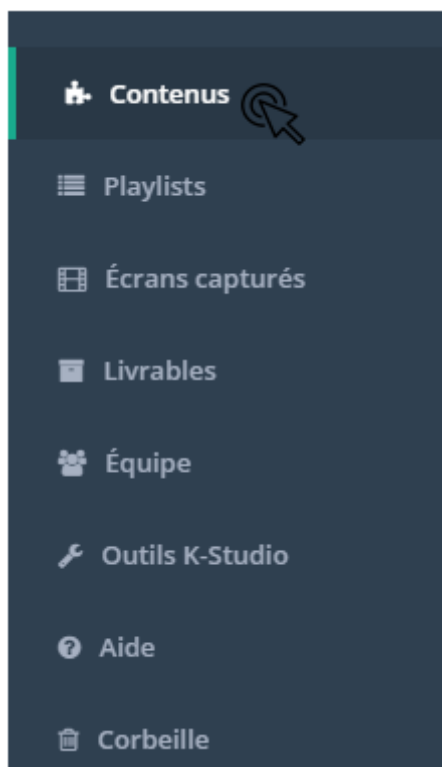 Contenus
Playlists
Écrans capturés
Livrables
Équipe
Outils K-Studio
Aide
Corbeille